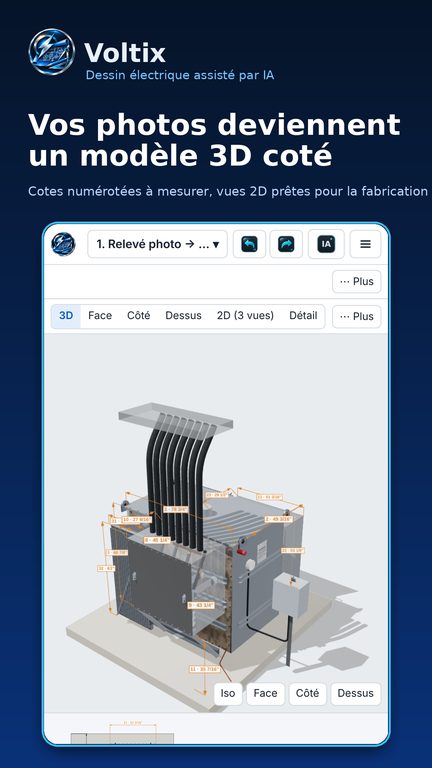 Voltix
Dessin électrique assisté par IA
Vos photos deviennent
un modèle 3D coté
Cotes numérotées à mesurer, vues 2D prêtes pour la fabrication
1. Relevé photo → ... ▾
IA
··· Plus
3D Face Côté Dessus 2D (3 vues) Détail
··· Plus
Iso Face Côté Dessus